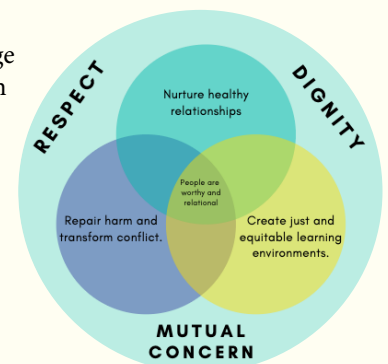 RESPECT
DIGNITY
Nurture healthy
relationships
People are
worthy and
relational
Repair harm and
transform conflict.
Create just and
equitable learning
environments.
MUTUAL
CONCERN